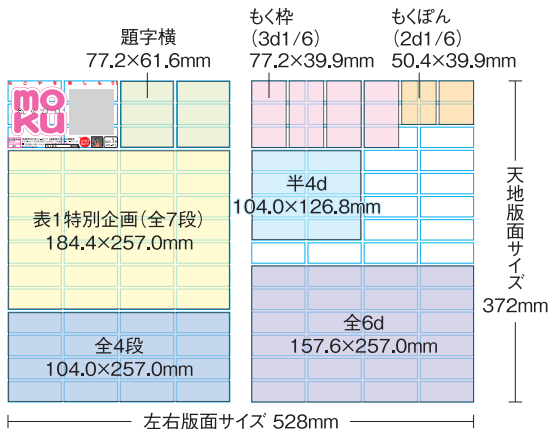 題字横
77.2×61.6mm
もく枠
(3d1/6)
77.2×39.9mm
もくぽん
(2d1/6)
50.4×39.9mm
moku
表1特別企画(全7段)
184.4×257.0mm
半4d
104.0×126.8mm
全4段
104.0×257.0mm
全6d
157.6×257.0mm
天地版面サイズ
372mm
左右版面サイズ 528mm